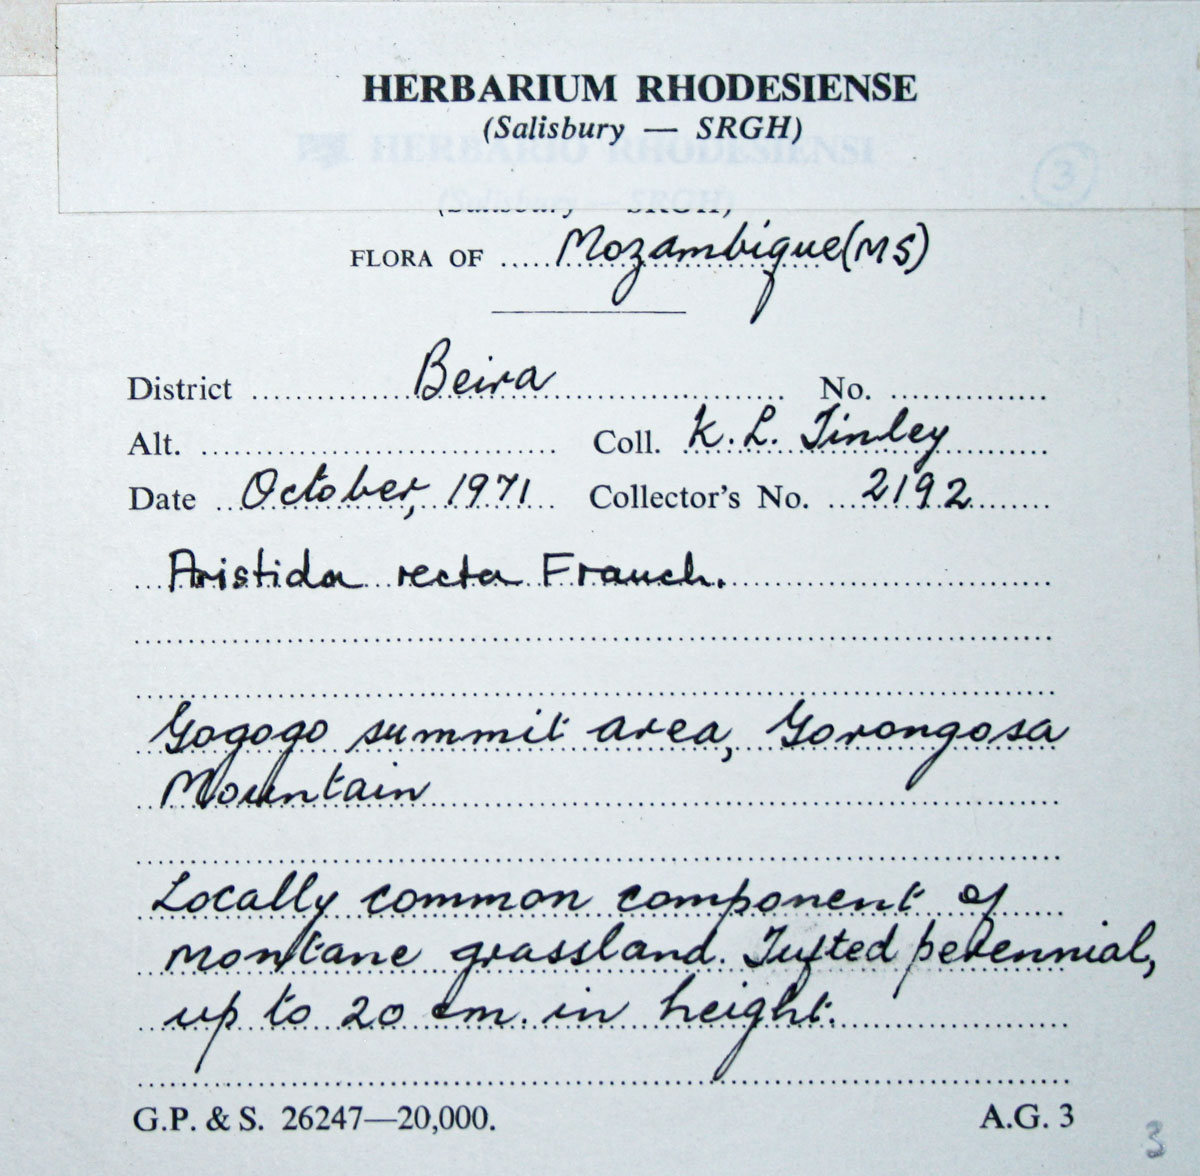 HERBARIUM RHODESIENSE
(Salisbury — SRGH)
HERBARIO RHODESIENSI
(Salisbury — SRGH)
3
FLORA OF Mozambique (MS)
District Beira No.
Alt. Coll. K. L. Tinley
Date October, 1971 Collector's No. 2192
Aristida recta Franch.
Gogogo summit area, Gorongosa
Mountain
Locally common component of
montane grassland. Tufted perennial,
up to 20 cm. in height.
G.P. & S. 26247—20,000. A.G. 3
3